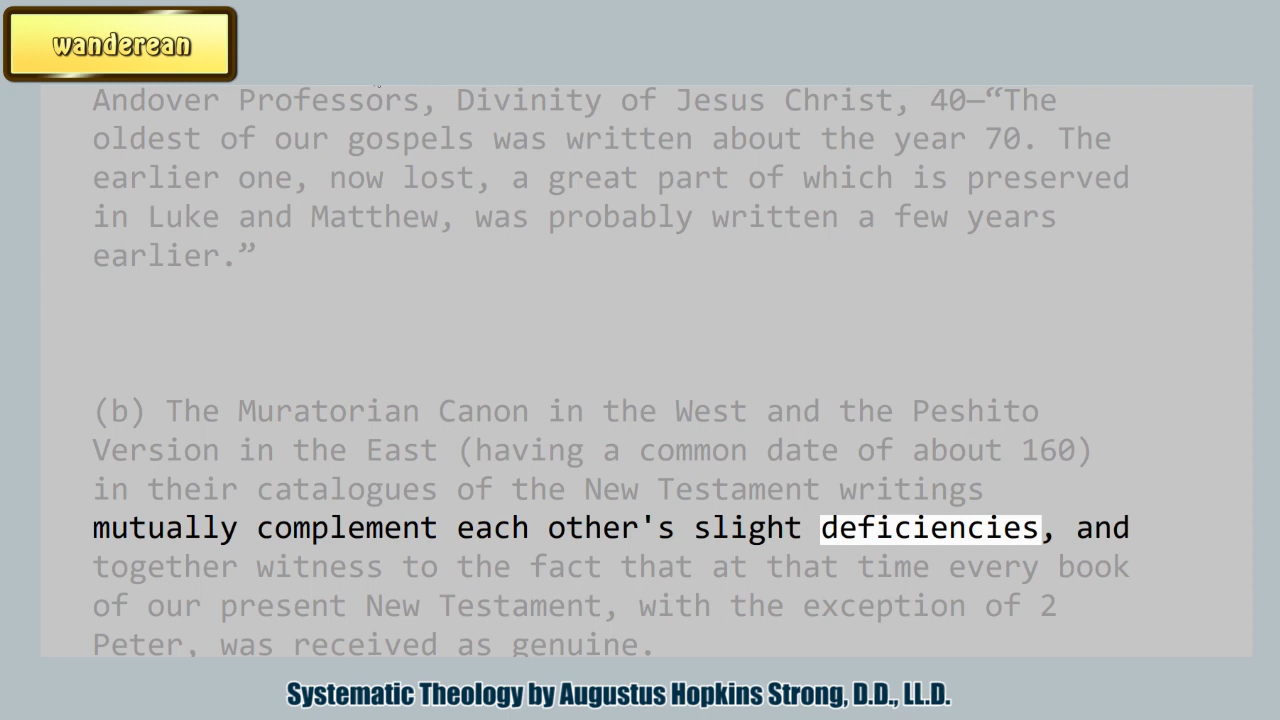 wanderean
Andover Professors, Divinity of Jesus Christ, 40—“The
oldest of our gospels was written about the year 70. The
earlier one, now lost, a great part of which is preserved
in Luke and Matthew, was probably written a few years
earlier.”
(b) The Muratorian Canon in the West and the Peshito
Version in the East (having a common date of about 160)
in their catalogues of the New Testament writings
mutually complement each other's slight deficiencies, and
together witness to the fact that at that time every book
of our present New Testament, with the exception of 2
Peter, was received as genuine.
Systematic Theology by Augustus Hopkins Strong, D.D., LL.D.